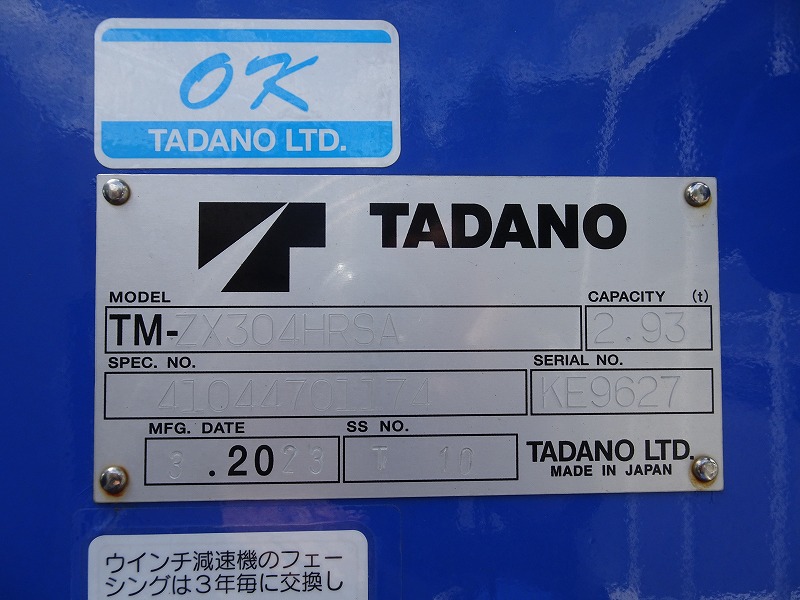 OK
TADANO LTD.
TADANO
MODEL
CAPACITY (t)
TM-ZX304HRSA
2.93
SPEC. NO.
SERIAL NO.
41044701174
KE9627
MFG. DATE
SS NO.
3 .2023
T 10
TADANO LTD.
MADE IN JAPAN
ウインチ減速機のフェー
シングは3年毎に交換し